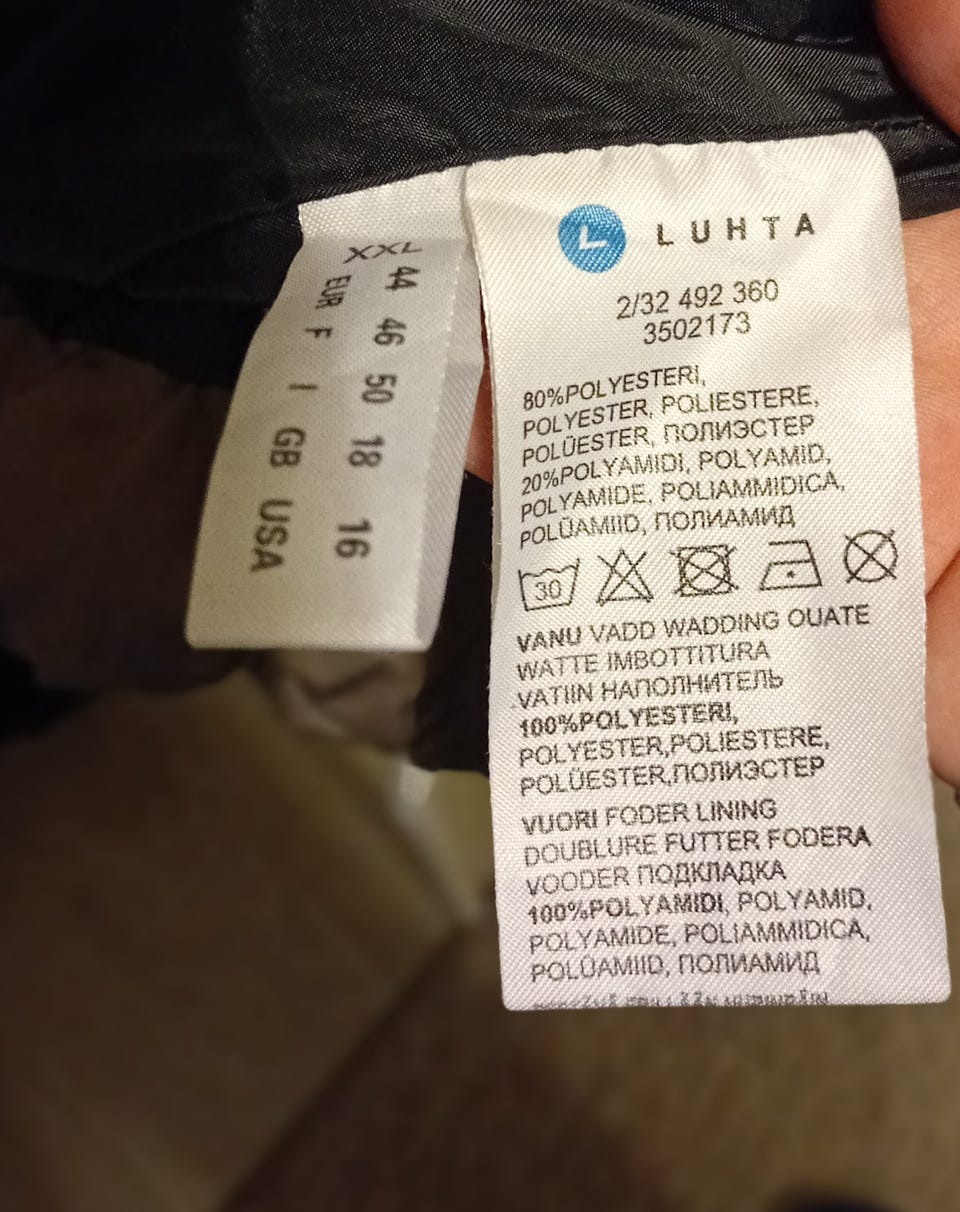 XXL
44 46 50 18 16
EUR F I GB USA
L LUHTA
2/32 492 360
3502173
80%POLYESTERI,
POLYESTER, POLIESTERE,
POLÜESTER, ПОЛИЭСТЕР
20%POLYAMIDI, POLYAMID,
POLYAMIDE, POLIAMMIDICA,
POLÜAMIID, ПОЛИАМИД
30
VANU VADD WADDING OUATE
WATTE IMBOTTITURA
VATIIN НАПОЛНИТЕЛЬ
100%POLYESTERI,
POLYESTER,POLIESTERE,
POLÜESTER,ПОЛИЭСТЕР
VUORI FODER LINING
DOUBLURE FUTTER FODERA
VOODER ПОДКЛАДКА
100%POLYAMIDI, POLYAMID,
POLYAMIDE, POLIAMMIDICA,
POLÜAMIID, ПОЛИАМИД